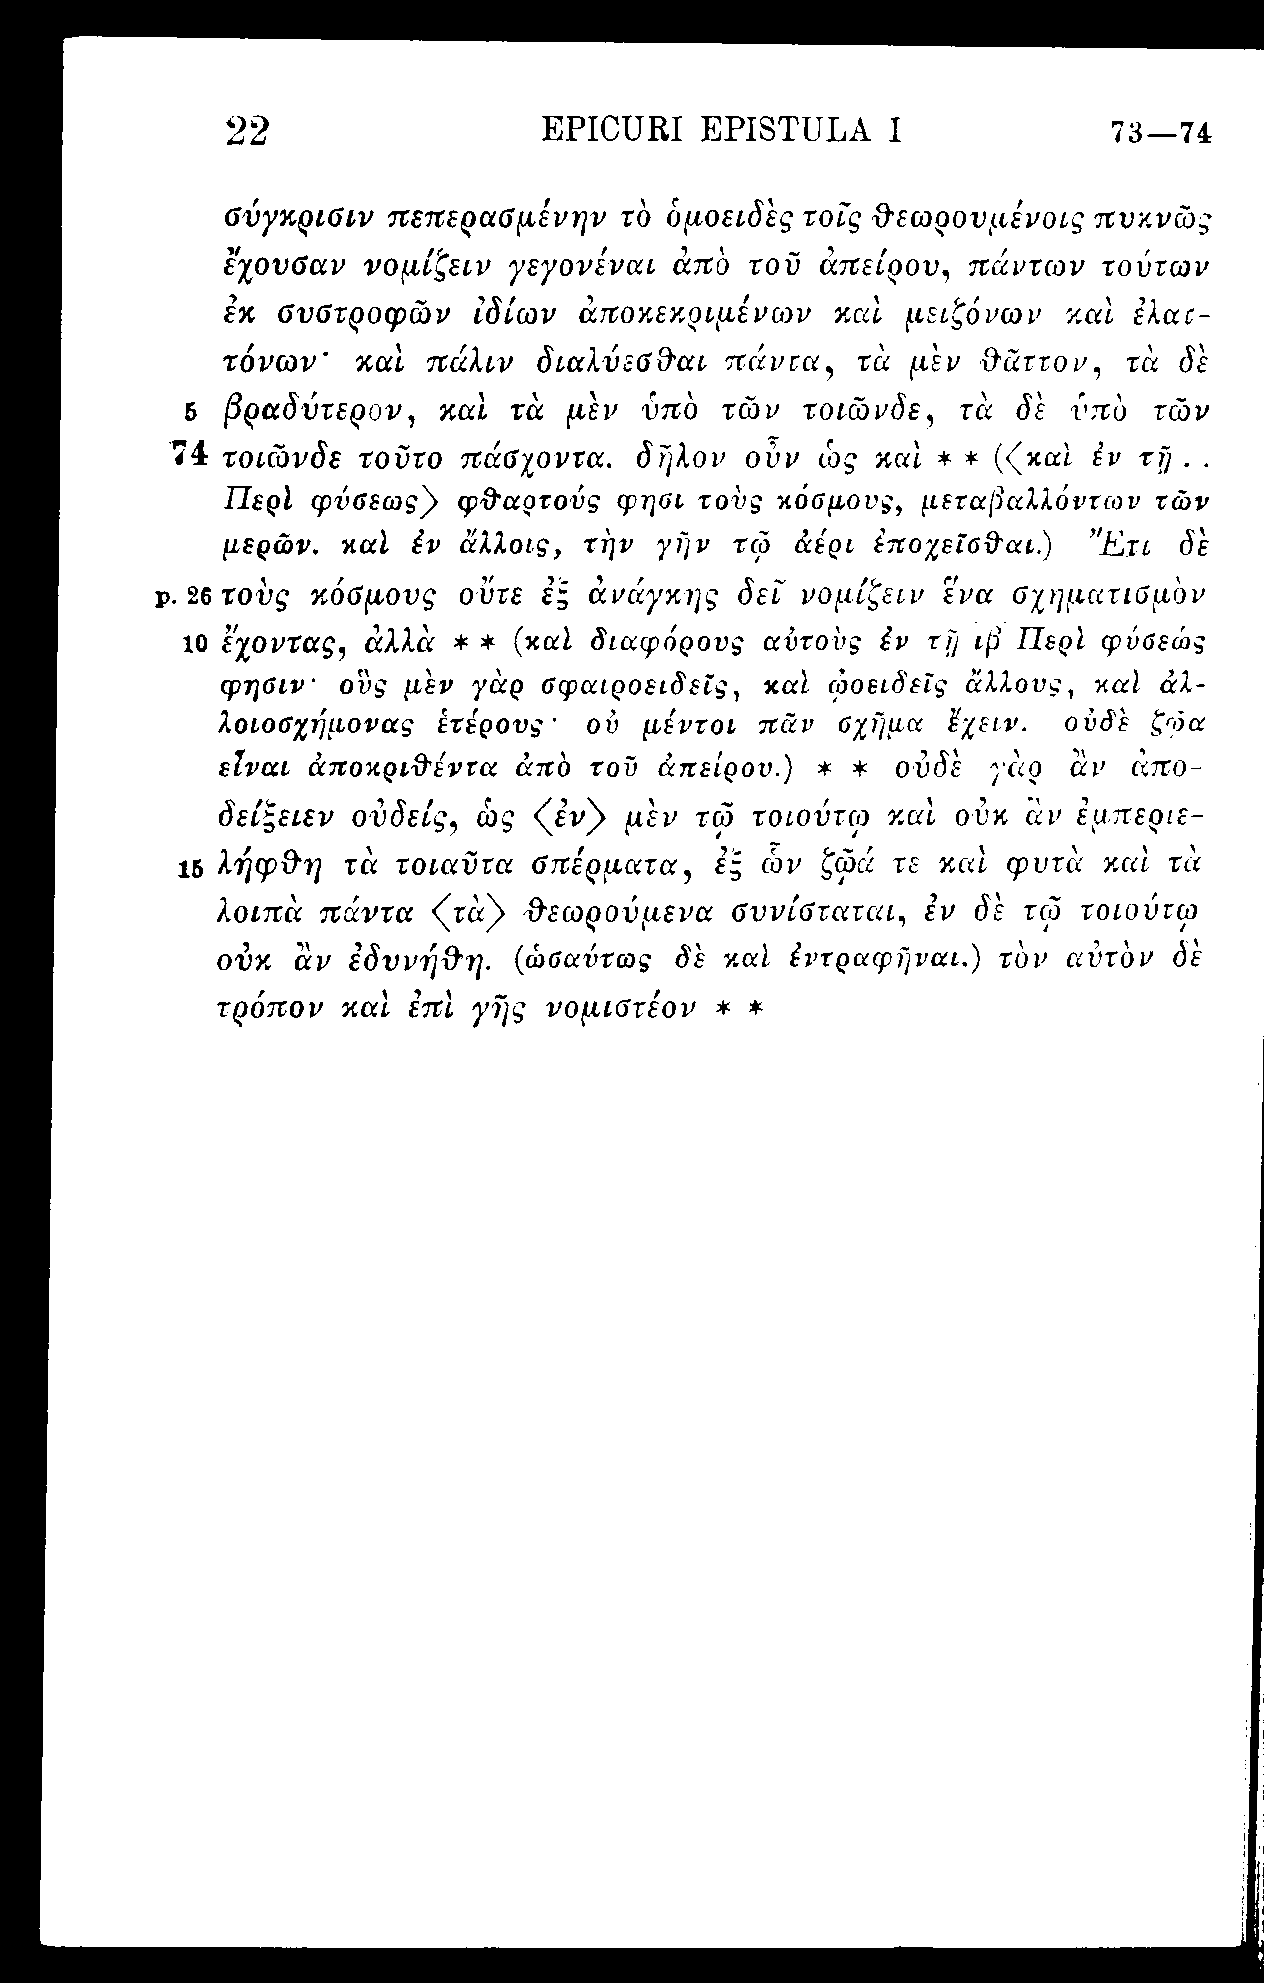 22 EPICURI EPISTULA I 73—74
σύγκρισιν πεπερασμένην τὸ ὁμοειδὲς τοῖς θεωρουμένοις πυκνῶς
ἔχουσαν νομίζειν γεγονέναι ἀπὸ τοῦ ἀπείρου, πάντων τούτων
ἐκ συστροφῶν ἰδίων ἀποκεκριμένων καὶ μειζόνων καὶ ἐλατ-
τόνων· καὶ πάλιν διαλύεσθαι πάντα, τὰ μὲν θᾶττον, τὰ δὲ
5 βραδύτερον, καὶ τὰ μὲν ὑπὸ τῶν τοιῶνδε, τὰ δὲ ὑπὸ τῶν
74 τοιῶνδε τοῦτο πάσχοντα. δῆλον οὖν ὡς καὶ * * (〈καὶ ἐν τῇ . .
Περὶ φύσεως〉 φθαρτούς φησι τοὺς κόσμους, μεταβαλλόντων τῶν
μερῶν. καὶ ἐν ἄλλοις, τὴν γῆν τῷ ἀέρι ἐποχεῖσθαι.) Ἔτι δὲ
p. 26 τοὺς κόσμους οὔτε ἐξ ἀνάγκης δεῖ νομίζειν ἕνα σχηματισμὸν
10 ἔχοντας, ἀλλὰ * * (καὶ διαφόρους αὐτοὺς ἐν τῇ ιβ Περὶ φύσεώς
φησιν· οὓς μὲν γὰρ σφαιροειδεῖς, καὶ ᾠοειδεῖς ἄλλους, καὶ ἀλ-
λοιοσχήμονας ἑτέρους· οὐ μέντοι πᾶν σχῆμα ἔχειν. οὐδὲ ζῷα
εἶναι ἀποκριθέντα ἀπὸ τοῦ ἀπείρου.) * * οὐδὲ γὰρ ἂν ἀπο-
δείξειεν οὐδείς, ὡς 〈ἐν〉 μὲν τῷ τοιούτῳ καὶ οὐκ ἂν ἐμπεριε-
15 λήφθη τὰ τοιαῦτα σπέρματα, ἐξ ὧν ζῷά τε καὶ φυτὰ καὶ τὰ
λοιπὰ πάντα 〈τὰ〉 θεωρούμενα συνίσταται, ἐν δὲ τῷ τοιούτῳ
οὐκ ἂν ἐδυνήθη. (ὡσαύτως δὲ καὶ ἐντραφῆναι.) τὸν αὐτὸν δὲ
τρόπον καὶ ἐπὶ γῆς νομιστέον * *